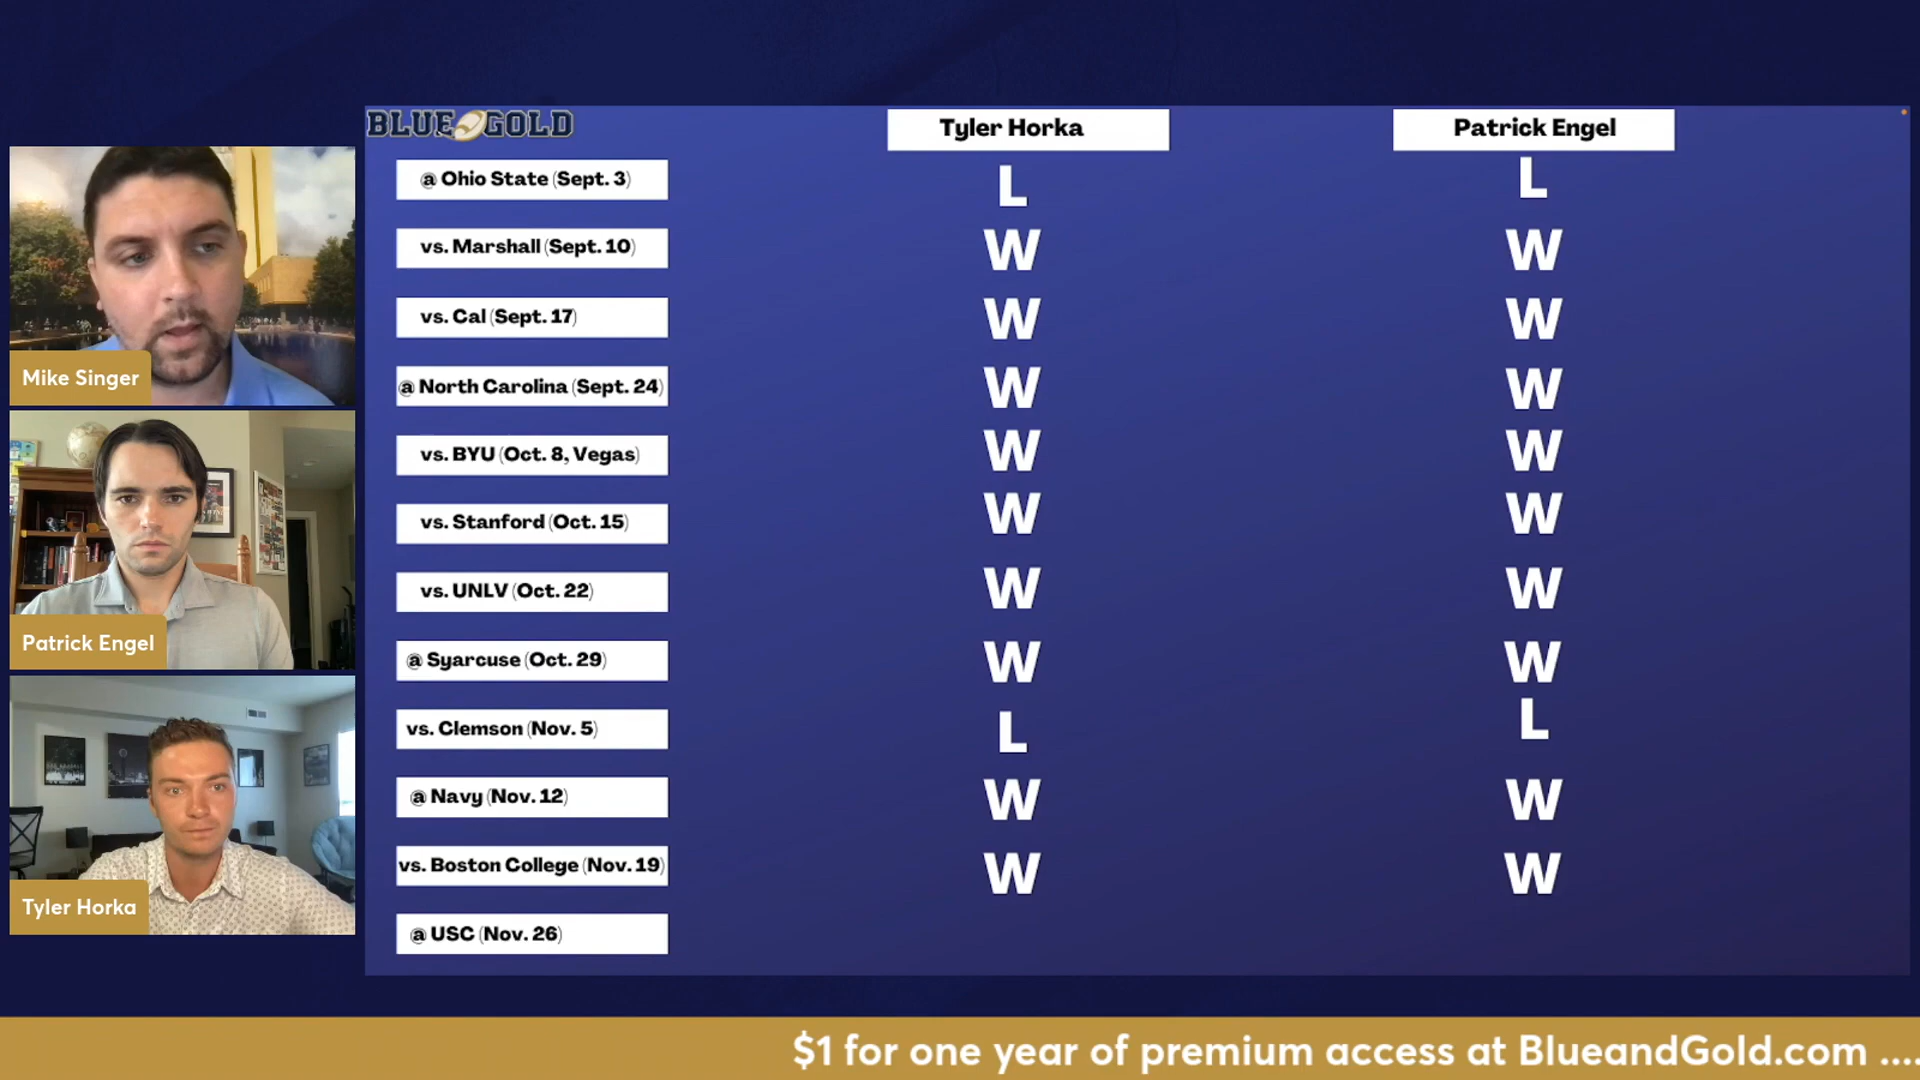 BLUE GOLD
Tyler Horka
Patrick Engel
@ Ohio State (Sept. 3)
L
L
vs. Marshall (Sept. 10)
W
W
vs. Cal (Sept. 17)
W
W
@ North Carolina (Sept. 24)
W
W
vs. BYU (Oct. 8, Vegas)
W
W
vs. Stanford (Oct. 15)
W
W
vs. UNLV (Oct. 22)
W
W
@ Syarcuse (Oct. 29)
W
W
vs. Clemson (Nov. 5)
L
L
@ Navy (Nov. 12)
W
W
vs. Boston College (Nov. 19)
W
W
@ USC (Nov. 26)
Mike Singer
Patrick Engel
Tyler Horka
$1 for one year of premium access at BlueandGold.com ....